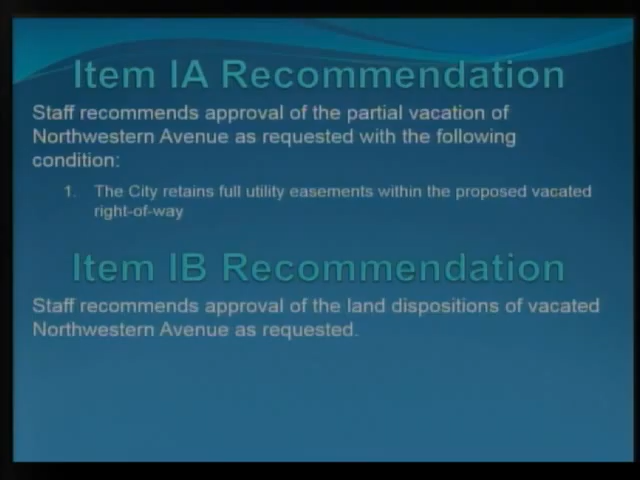 Item IA Recommendation
Staff recommends approval of the partial vacation of
Northwestern Avenue as requested with the following
condition:
1. The City retains full utility easements within the proposed vacated
right-of-way
Item IB Recommendation
Staff recommends approval of the land dispositions of vacated
Northwestern Avenue as requested.